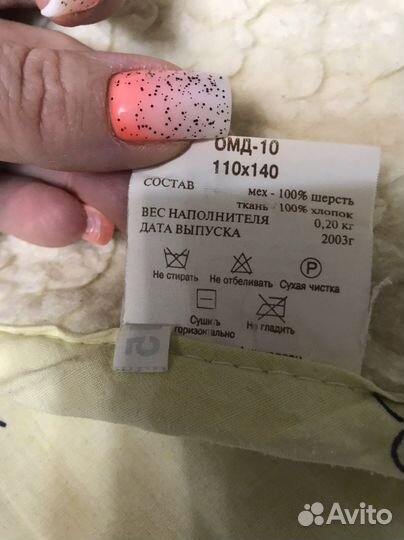 ОМД-10
110х140
СОСТАВ мех - 100% шерсть
ткань - 100% хлопок
ВЕС НАПОЛНИТЕЛЯ 0,20 кг
ДАТА ВЫПУСКА 2003г
Р
Не стирать Не отбеливать Сухая чистка
Сушить горизонтально Не гладить
Avito